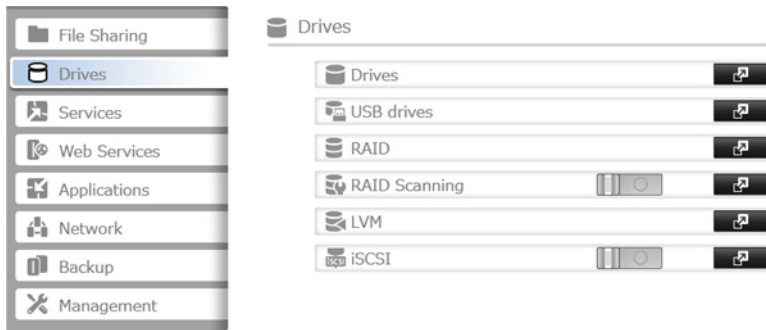 File Sharing
Drives
Services
Web Services
Applications
Network
Backup
Management
Drives
Drives
USB drives
RAID
RAID Scanning
LVM
iSCSI iSCSI